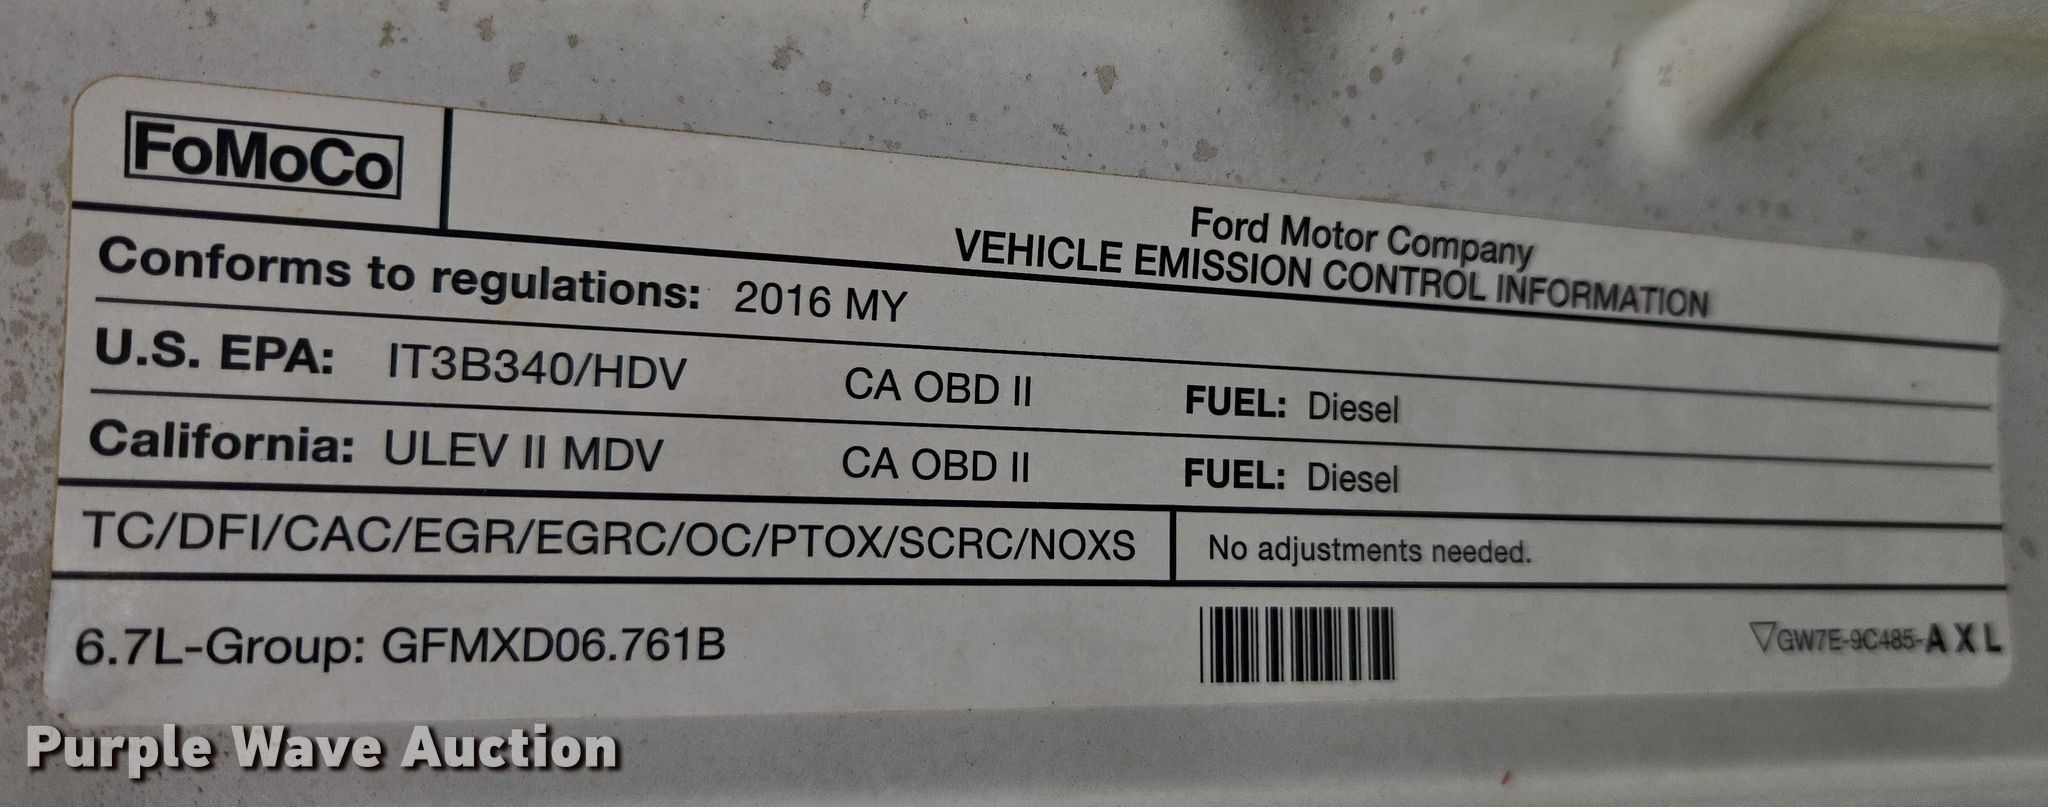 FoMoCo
Ford Motor Company
VEHICLE EMISSION CONTROL INFORMATION
Conforms to regulations: 2016 MY
U.S. EPA: IT3B340/HDV CA OBD II FUEL: Diesel
California: ULEV II MDV CA OBD II FUEL: Diesel
TC/DFI/CAC/EGR/EGRC/OC/PTOX/SCRC/NOXS No adjustments needed.
6.7L-Group: GFMXD06.761B ▽GW7E-9C485-AXL
Purple Wave Auction